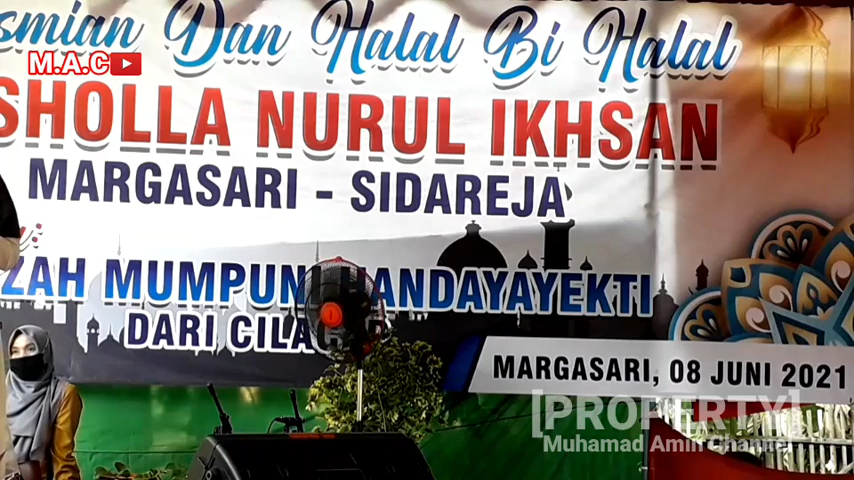 smian Dan Halal Bi Halal
M.A.C
SHOLLA NURUL IKHSAN
MARGASARI - SIDAREJA
ZAH MUMPUNI HANDAYAYEKTI
DARI CILA
MARGASARI, 08 JUNI 2021
[PROPERTY]
Muhamad Amin Channel